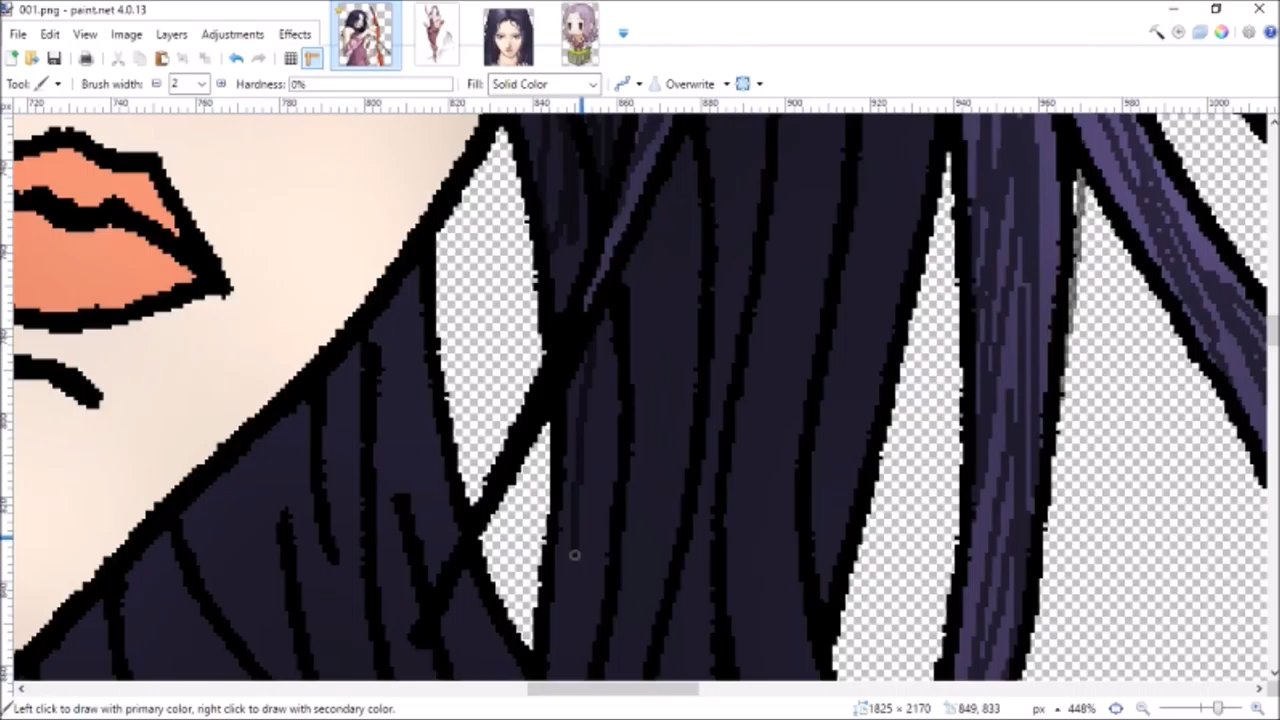 001.png - paint.net 4.0.13
File Edit View Image Layers Adjustments Effects
Tool: Brush width: 2 Hardness: 0% Fill: Solid Color Overwrite
px 720 740 760 780 800 820 840 860 880 900 920 940 960 980 1000
Left click to draw with primary color, right click to draw with secondary color. 1825 × 2170 849, 833 px 448%